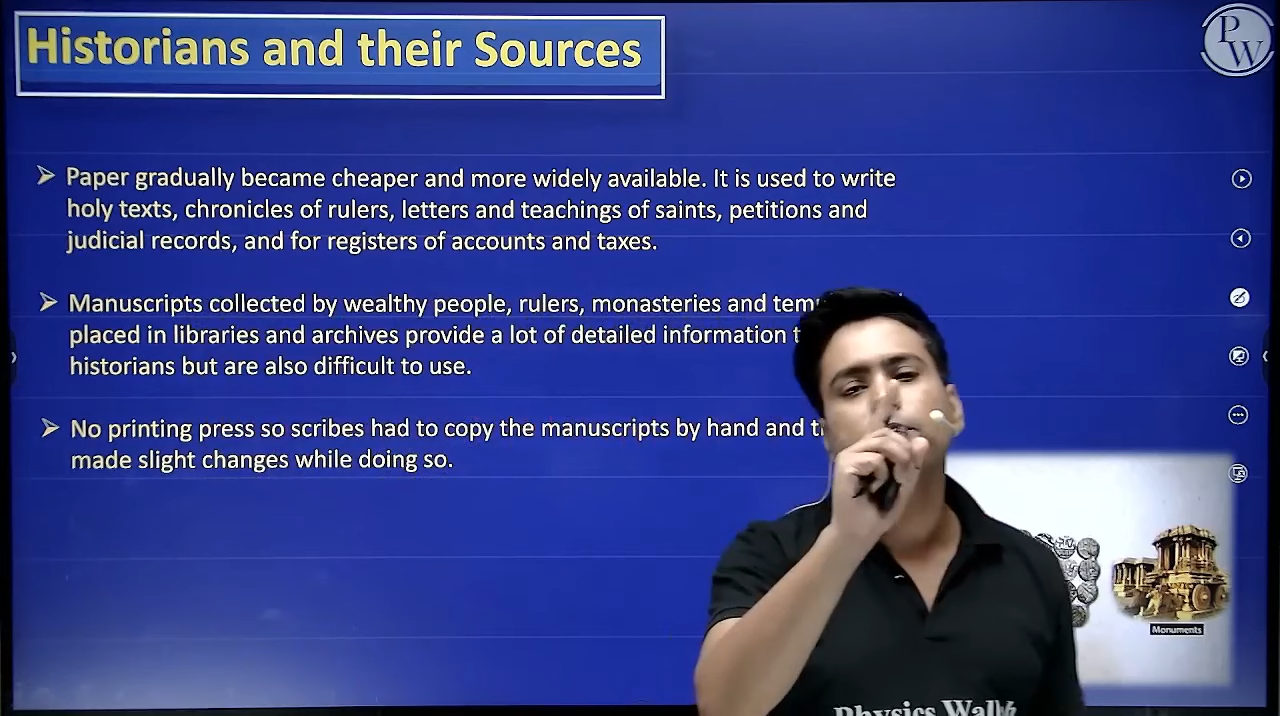 Historians and their Sources
PW
➢ Paper gradually became cheaper and more widely available. It is used to write
holy texts, chronicles of rulers, letters and teachings of saints, petitions and
judicial records, and for registers of accounts and taxes.
➢ Manuscripts collected by wealthy people, rulers, monasteries and
placed in libraries and archives provide a lot of detailed information
historians but are also difficult to use.
➢ No printing press so scribes had to copy the manuscripts by hand and
made slight changes while doing so.
Monuments
Physics Wallah